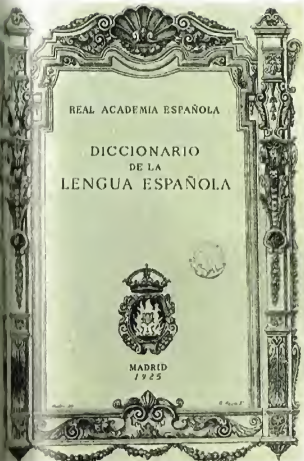 REAL ACADEMIA ESPAÑOLA
DICCIONARIO
DE LA
LENGUA ESPAÑOLA
MADRID
1925